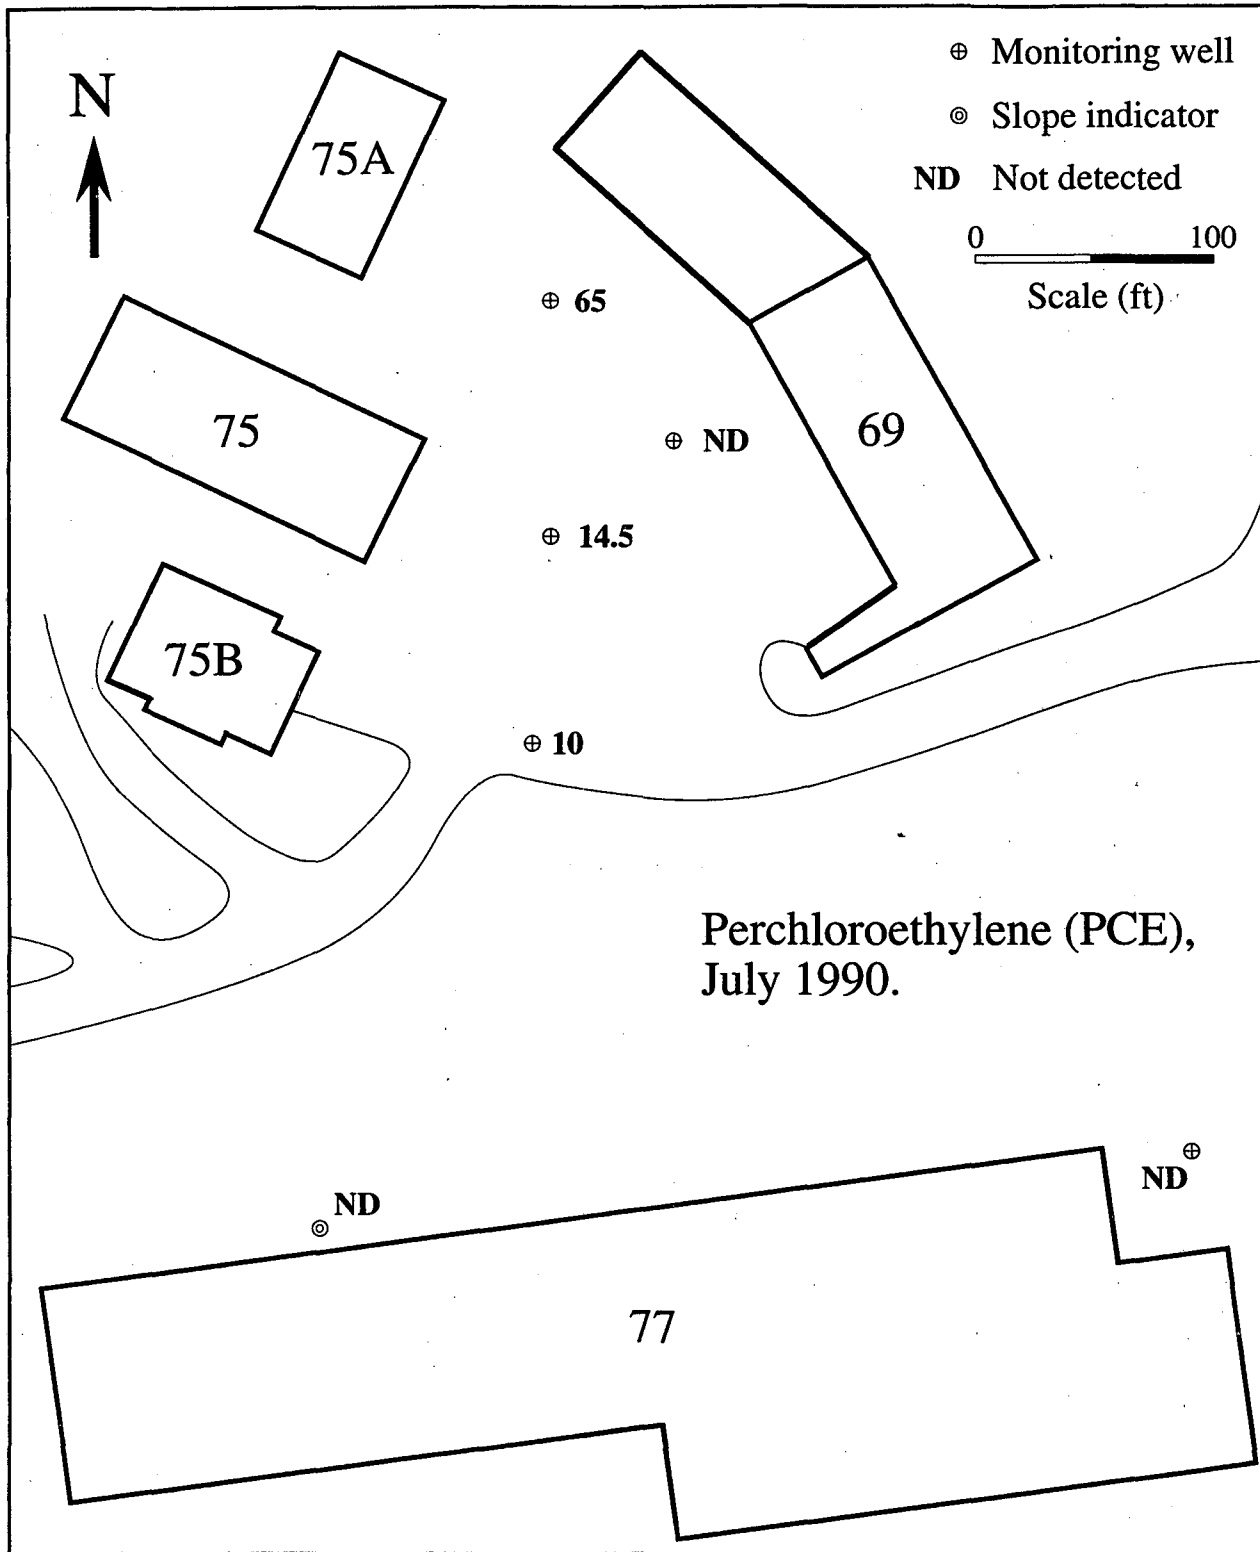 N
⊕ Monitoring well
◎ Slope indicator
ND Not detected
0 100
Scale (ft)
75A
65
75
ND
69
14.5
75B
10
Perchloroethylene (PCE),
July 1990.
ND
ND
77